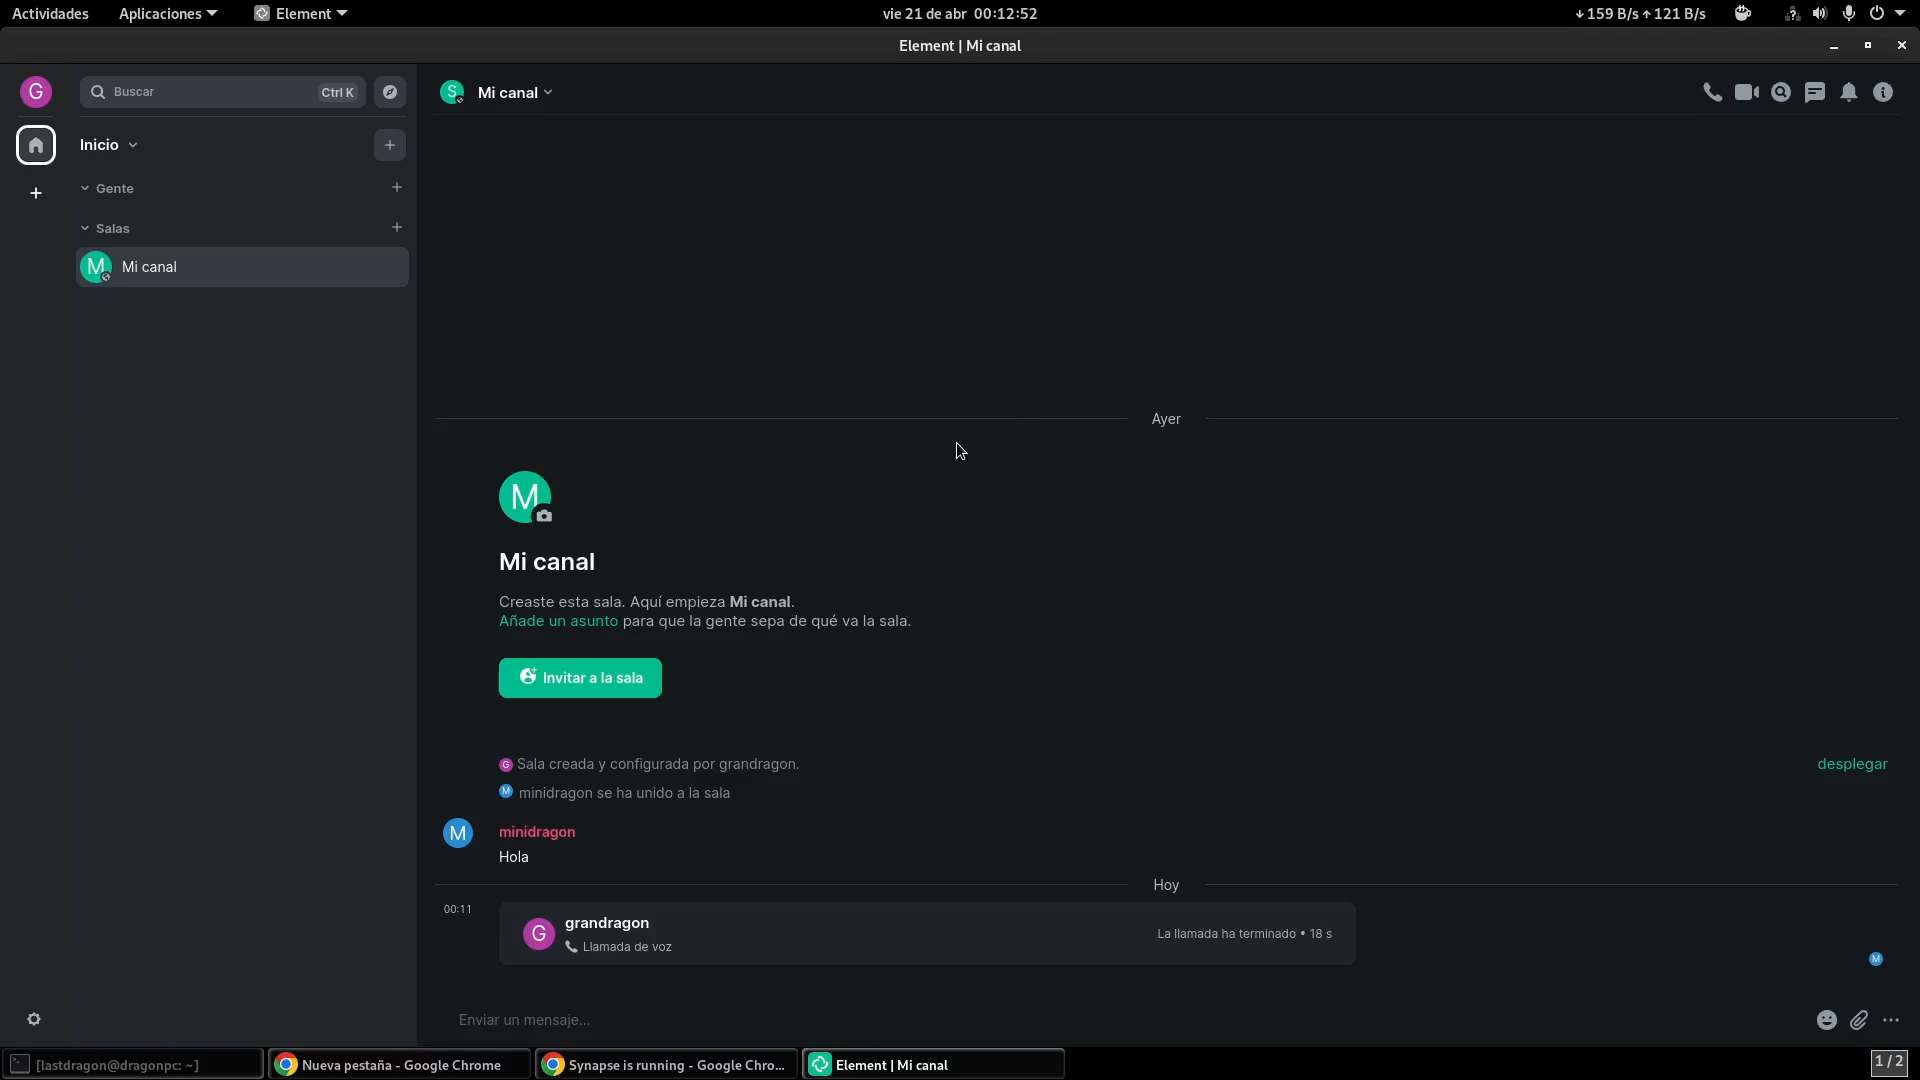 Actividades
Aplicaciones
Element
vie 21 de abr 00:12:52
↓159 B/s ↑121 B/s
Element | Mi canal
G
Buscar
Ctrl K
S
Mi canal
Inicio
Gente
Salas
M
Mi canal
Ayer
M
Mi canal
Creaste esta sala. Aquí empieza Mi canal.
Añade un asunto para que la gente sepa de qué va la sala.
Invitar a la sala
G Sala creada y configurada por grandragon.
desplegar
M minidragon se ha unido a la sala
M
minidragon
Hola
Hoy
00:11
G
grandragon
Llamada de voz
La llamada ha terminado • 18 s
M
Enviar un mensaje...
[lastdragon@dragonpc: ~]
Nueva pestaña - Google Chrome
Synapse is running - Google Chro...
Element | Mi canal
1 / 2